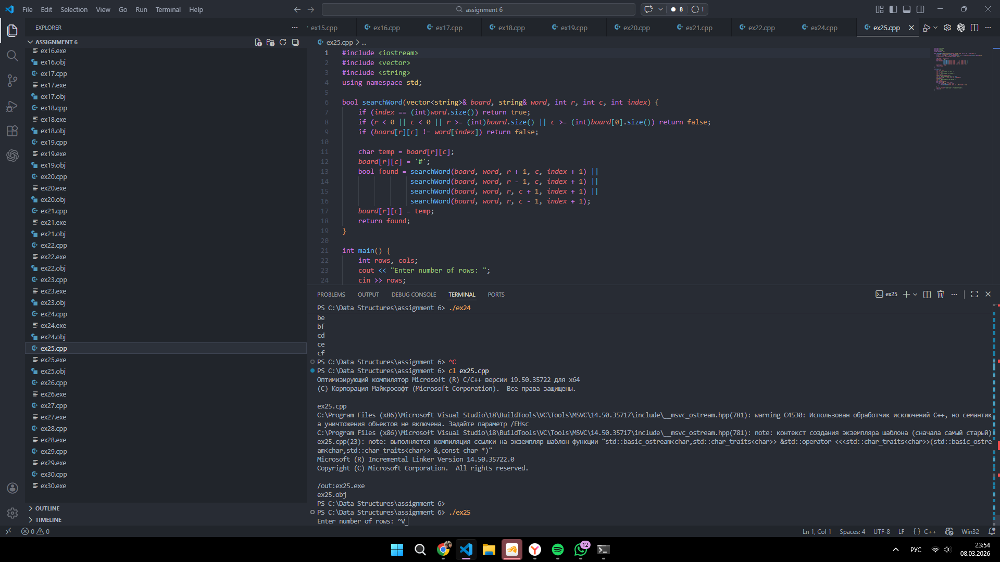 File Edit Selection View Go Run Terminal Help
assignment 6
8
1
EXPLORER
ASSIGNMENT 6
ex16.exe
ex16.obj
ex17.cpp
ex17.exe
ex17.obj
ex18.cpp
ex18.exe
ex18.obj
ex19.cpp
ex19.exe
ex19.obj
ex20.cpp
ex20.exe
ex20.obj
ex21.cpp
ex21.exe
ex21.obj
ex22.cpp
ex22.exe
ex22.obj
ex23.cpp
ex23.exe
ex23.obj
ex24.cpp
ex24.exe
ex24.obj
ex25.cpp
ex25.exe
ex25.obj
ex26.cpp
ex26.exe
ex27.cpp
ex27.exe
ex28.cpp
ex28.exe
ex29.cpp
ex29.exe
ex30.cpp
ex30.exe
OUTLINE
TIMELINE
ex15.cpp ex16.cpp ex17.cpp ex18.cpp ex19.cpp ex20.cpp ex21.cpp ex22.cpp ex24.cpp ex25.cpp
ex25.cpp > ...
1 #include <iostream>
2 #include <vector>
3 #include <string>
4 using namespace std;
5
6 bool searchWord(vector<string>& board, string& word, int r, int c, int index) {
7 if (index == (int)word.size()) return true;
8 if (r < 0 || c < 0 || r >= (int)board.size() || c >= (int)board[0].size()) return false;
9 if (board[r][c] != word[index]) return false;
10
11 char temp = board[r][c];
12 board[r][c] = '#';
13 bool found = searchWord(board, word, r + 1, c, index + 1) ||
14 searchWord(board, word, r - 1, c, index + 1) ||
15 searchWord(board, word, r, c + 1, index + 1) ||
16 searchWord(board, word, r, c - 1, index + 1);
17 board[r][c] = temp;
18 return found;
19 }
20
21 int main() {
22 int rows, cols;
23 cout << "Enter number of rows: ";
24 cin >> rows;
PROBLEMS OUTPUT DEBUG CONSOLE TERMINAL PORTS
ex25
PS C:\Data Structures\assignment 6> ./ex24
be
bf
cd
ce
cf
PS C:\Data Structures\assignment 6> ^C
PS C:\Data Structures\assignment 6> cl ex25.cpp
Оптимизирующий компилятор Microsoft (R) C/C++ версии 19.50.35722 для x64
(C) Корпорация Майкрософт (Microsoft Corporation).  Все права защищены.
ex25.cpp
C:\Program Files (x86)\Microsoft Visual Studio\18\BuildTools\VC\Tools\MSVC\14.50.35717\include\__msvc_ostream.hpp(781): warning C4530: Использован обработчик исключений C++, но семантик
а уничтожения объектов не включена. Задайте параметр /EHsc
C:\Program Files (x86)\Microsoft Visual Studio\18\BuildTools\VC\Tools\MSVC\14.50.35717\include\__msvc_ostream.hpp(781): note: контекст создания экземпляра шаблона (сначала самый старый)
ex25.cpp(23): note: выполняется компиляция ссылки на экземпляр шаблон функции "std::basic_ostream<char,std::char_traits<char>> &std::operator <<<std::char_traits<char>>(std::basic_ostre
am<char,std::char_traits<char>> &,const char *)"
Microsoft (R) Incremental Linker Version 14.50.35722.0
Copyright (C) Microsoft Corporation.  All rights reserved.
/out:ex25.exe
ex25.obj
PS C:\Data Structures\assignment 6>
PS C:\Data Structures\assignment 6> ./ex25
Enter number of rows: ^V
0 0
Ln 1, Col 1 Spaces: 4 UTF-8 LF {} C++ Win32
12
РУС
23:54
08.03.2026